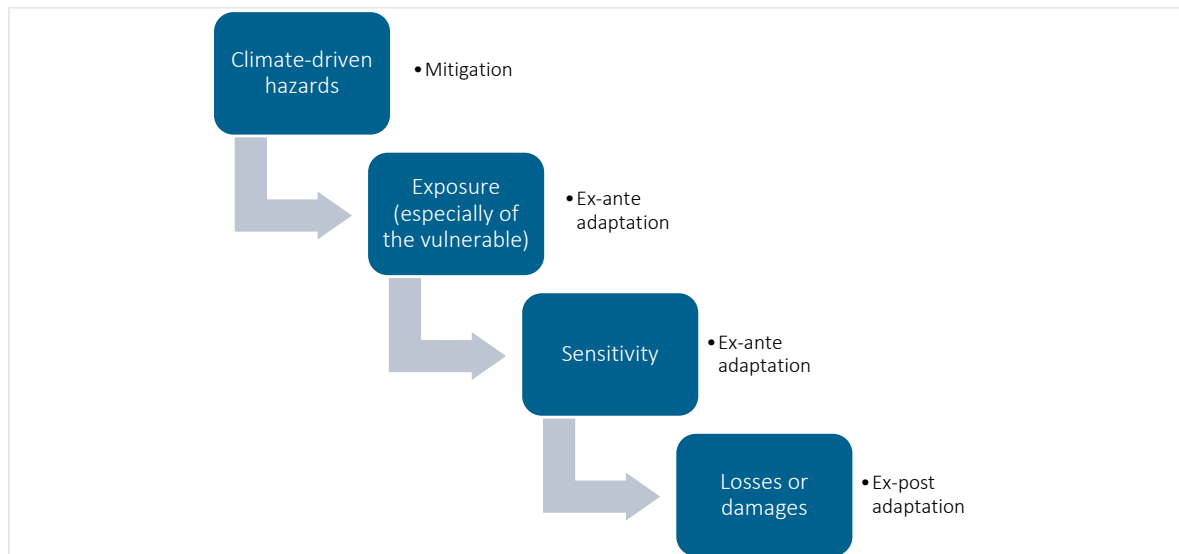 Climate-driven
hazards
•Mitigation
Exposure
(especially of
the vulnerable)
•Ex-ante
adaptation
Sensitivity
•Ex-ante
adaptation
Losses or
damages
•Ex-post
adaptation